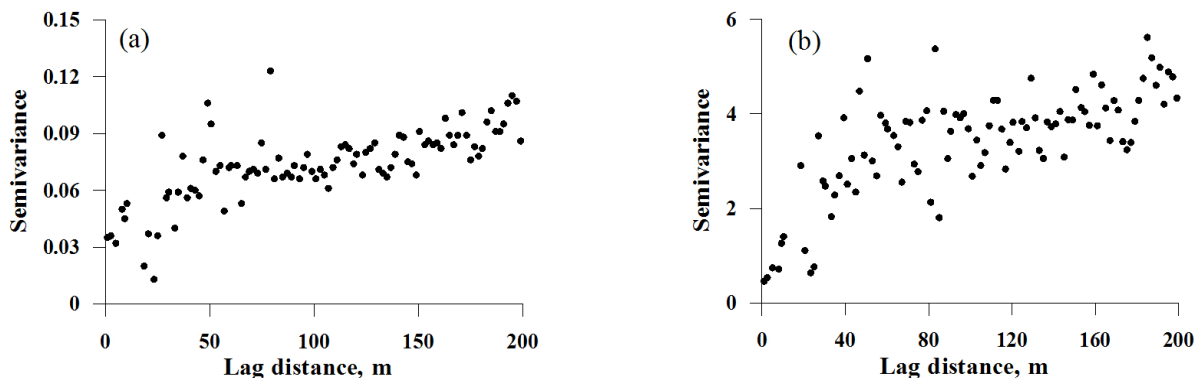 (a)
Semivariance
0.15
0.12
0.09
0.06
0.03
0
0 50 100 150 200
Lag distance, m
(b)
Semivariance
6
4
2
0
0 40 80 120 160 200
Lag distance, m